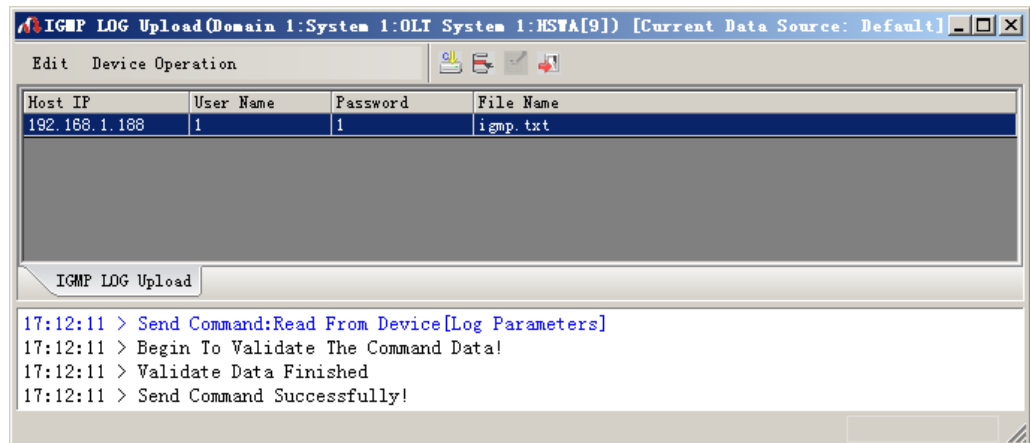 IGMP LOG Upload(Domain 1:System 1:OLT System 1:HSWA[9]) [Current Data Source: Default]
Edit Device Operation
Host IP User Name Password File Name
192.168.1.188 1 1 igmp.txt
IGMP LOG Upload
17:12:11 > Send Command:Read From Device[Log Parameters]
17:12:11 > Begin To Validate The Command Data!
17:12:11 > Validate Data Finished
17:12:11 > Send Command Successfully!